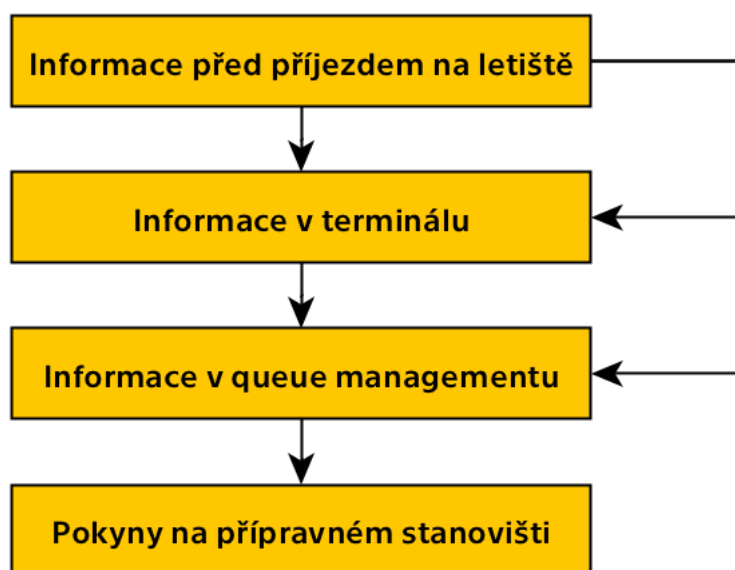 Informace před příjezdem na letiště
Informace v terminálu
Informace v queue managementu
Pokyny na přípravném stanovišti